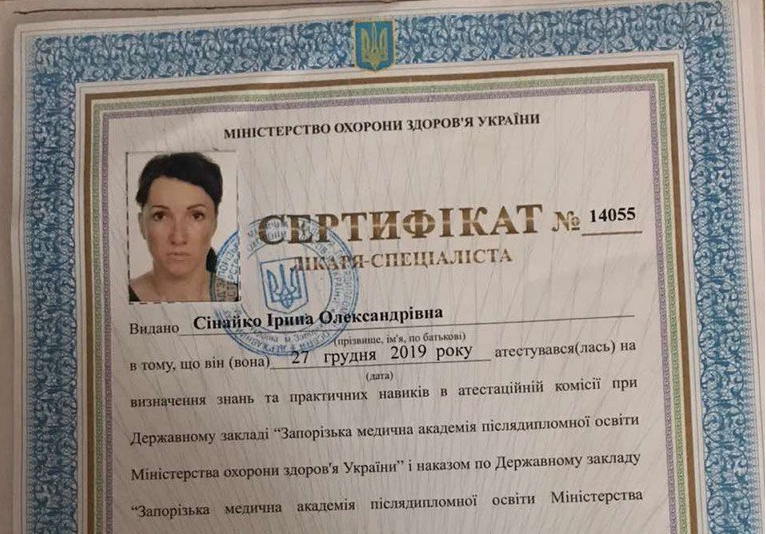 МІНІСТЕРСТВО ОХОРОНИ ЗДОРОВ'Я УКРАЇНИ
СЕРТИФІКАТ № 14055
ЛІКАРЯ-СПЕЦІАЛІСТА
Видано Сінайко Ірина Олександрівна
(прізвище, ім'я, по батькові)
в тому, що він (вона) 27 грудня 2019 року атестувався(лась) на
(дата)
визначення знань та практичних навиків в атестаційній комісії при
Державному закладі “Запорізька медична академія післядипломної освіти
Міністерства охорони здоров'я України” і наказом по Державному закладу
“Запорізька медична академія післядипломної освіти Міністерства